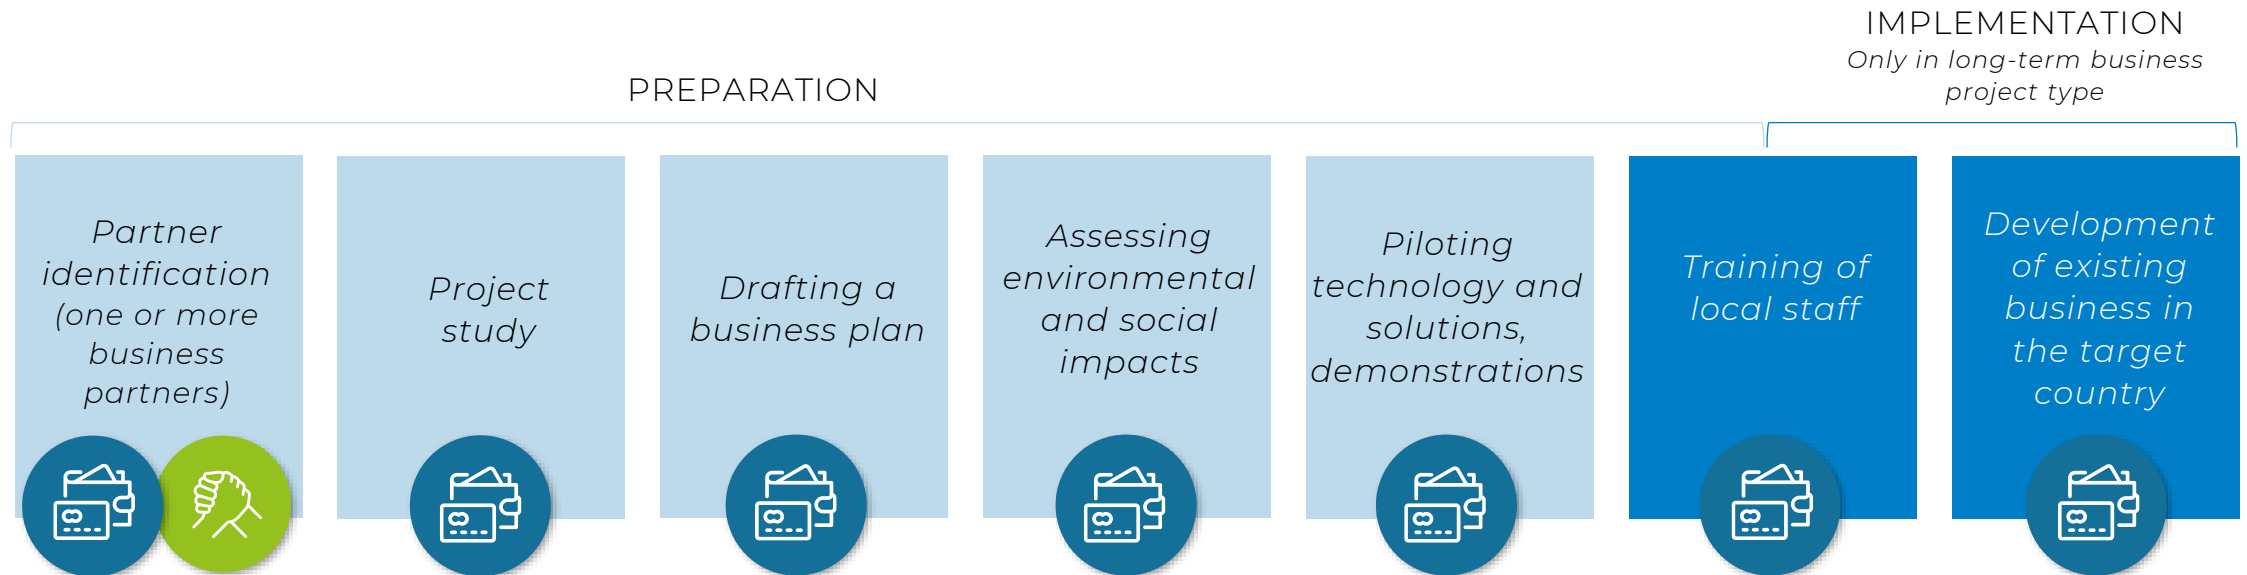 PREPARATION
IMPLEMENTATION
Only in long-term business
project type
Partner
identification
(one or more
business
partners)
Project
study
Drafting a
business plan
Assessing
environmental
and social
impacts
Piloting
technology and
solutions,
demonstrations
Training of
local staff
Development
of existing
business in
the target
country